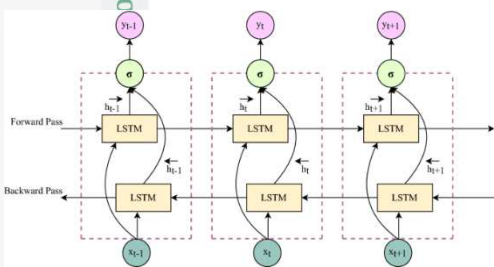 yt-1 yt yt+1
σ σ σ
ht-1 ht ht+1
Forward Pass LSTM LSTM LSTM
ht-1 ht ht+1
Backward Pass LSTM LSTM LSTM
xt-1 xt xt+1